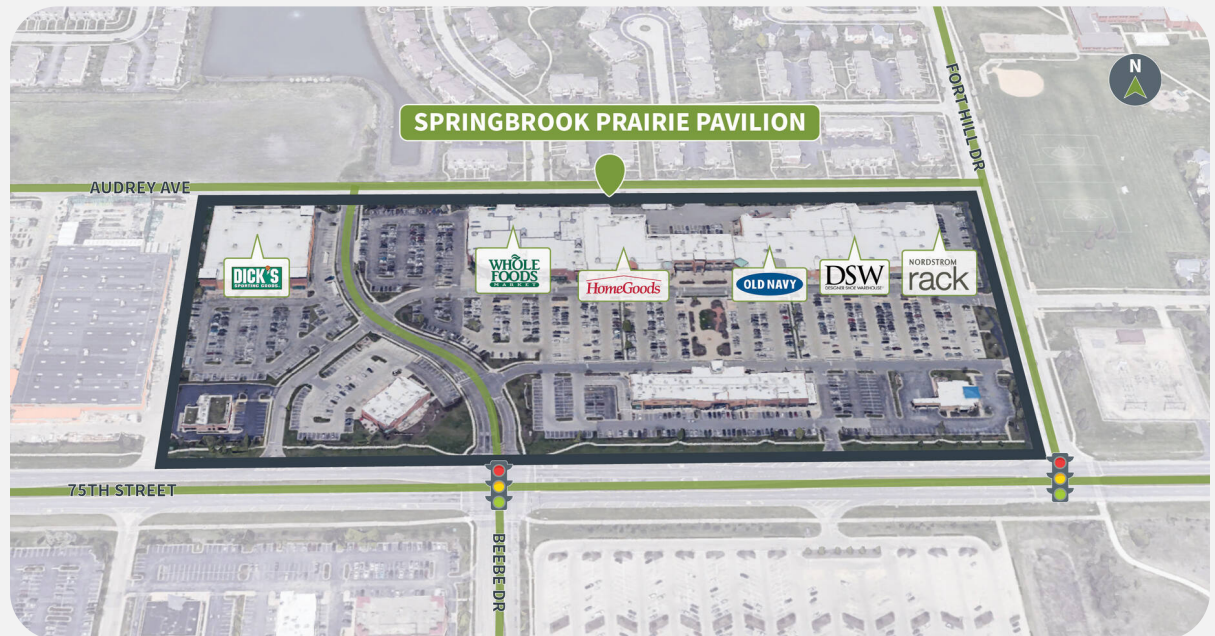 N
FORT HILL DR
SPRINGBROOK PRAIRIE PAVILION
AUDREY AVE
DICK'S
SPORTING GOODS.
WHOLE
FOODS
MARKET
HomeGoods
OLD NAVY
DSW
DESIGNER SHOE WAREHOUSE
NORDSTROM
rack
75TH STREET
BEEBE DR